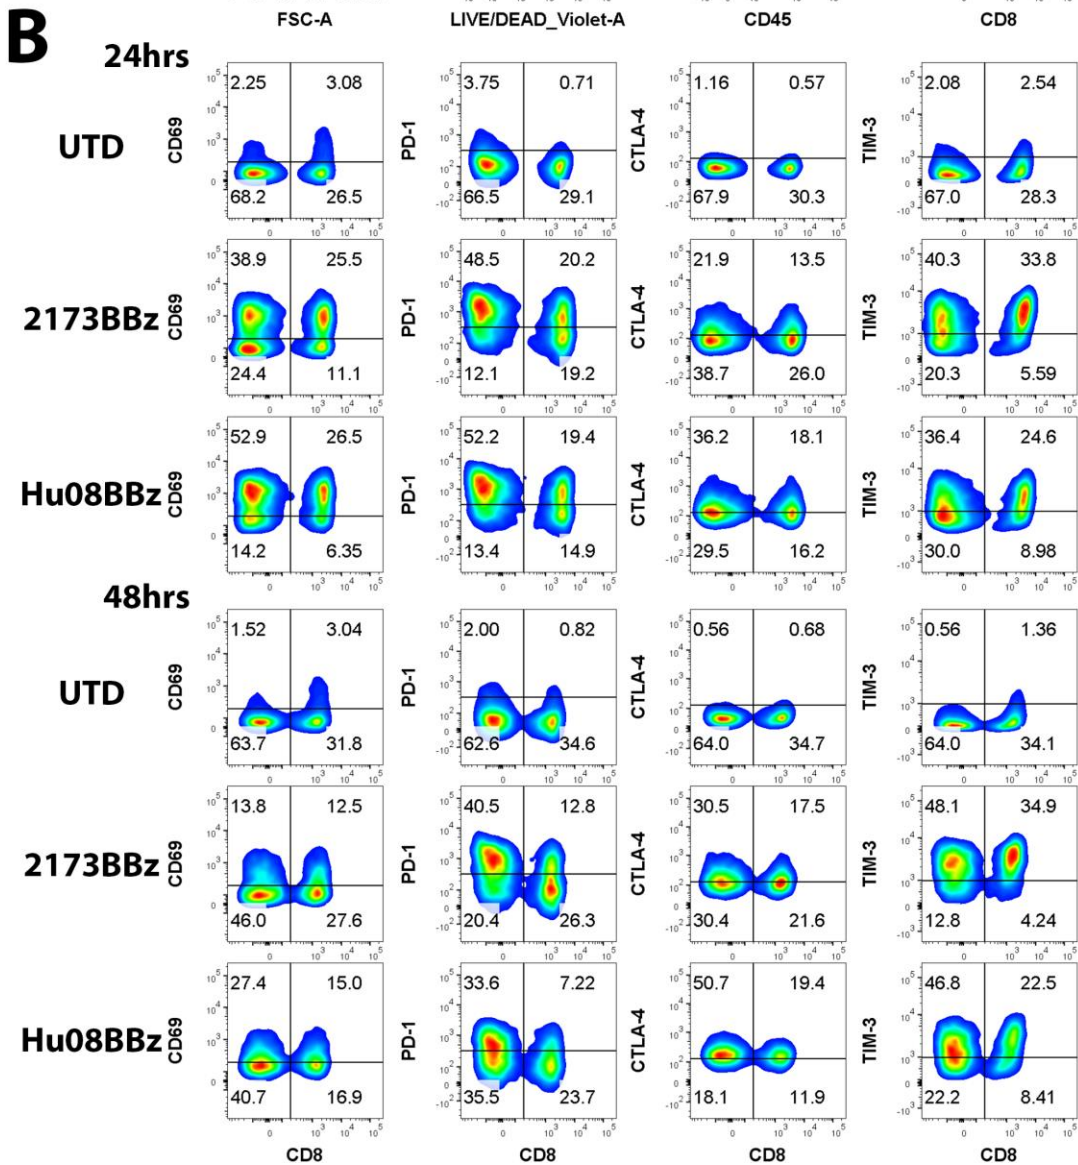 B
FSC-A LIVE/DEAD_Violet-A CD45 CD8
24hrs
UTD
CD69 2.25 3.08 68.2 26.5
PD-1 3.75 0.71 66.5 29.1
CTLA-4 1.16 0.57 67.9 30.3
TIM-3 2.08 2.54 67.0 28.3
2173BBz
CD69 38.9 25.5 24.4 11.1
PD-1 48.5 20.2 12.1 19.2
CTLA-4 21.9 13.5 38.7 26.0
TIM-3 40.3 33.8 20.3 5.59
Hu08BBz
CD69 52.9 26.5 14.2 6.35
PD-1 52.2 19.4 13.4 14.9
CTLA-4 36.2 18.1 29.5 16.2
TIM-3 36.4 24.6 30.0 8.98
48hrs
UTD
CD69 1.52 3.04 63.7 31.8
PD-1 2.00 0.82 62.6 34.6
CTLA-4 0.56 0.68 64.0 34.7
TIM-3 0.56 1.36 64.0 34.1
2173BBz
CD69 13.8 12.5 46.0 27.6
PD-1 40.5 12.8 20.4 26.3
CTLA-4 30.5 17.5 30.4 21.6
TIM-3 48.1 34.9 12.8 4.24
Hu08BBz
CD69 27.4 15.0 40.7 16.9
PD-1 33.6 7.22 35.5 23.7
CTLA-4 50.7 19.4 18.1 11.9
TIM-3 46.8 22.5 22.2 8.41
CD8 CD8 CD8 CD8